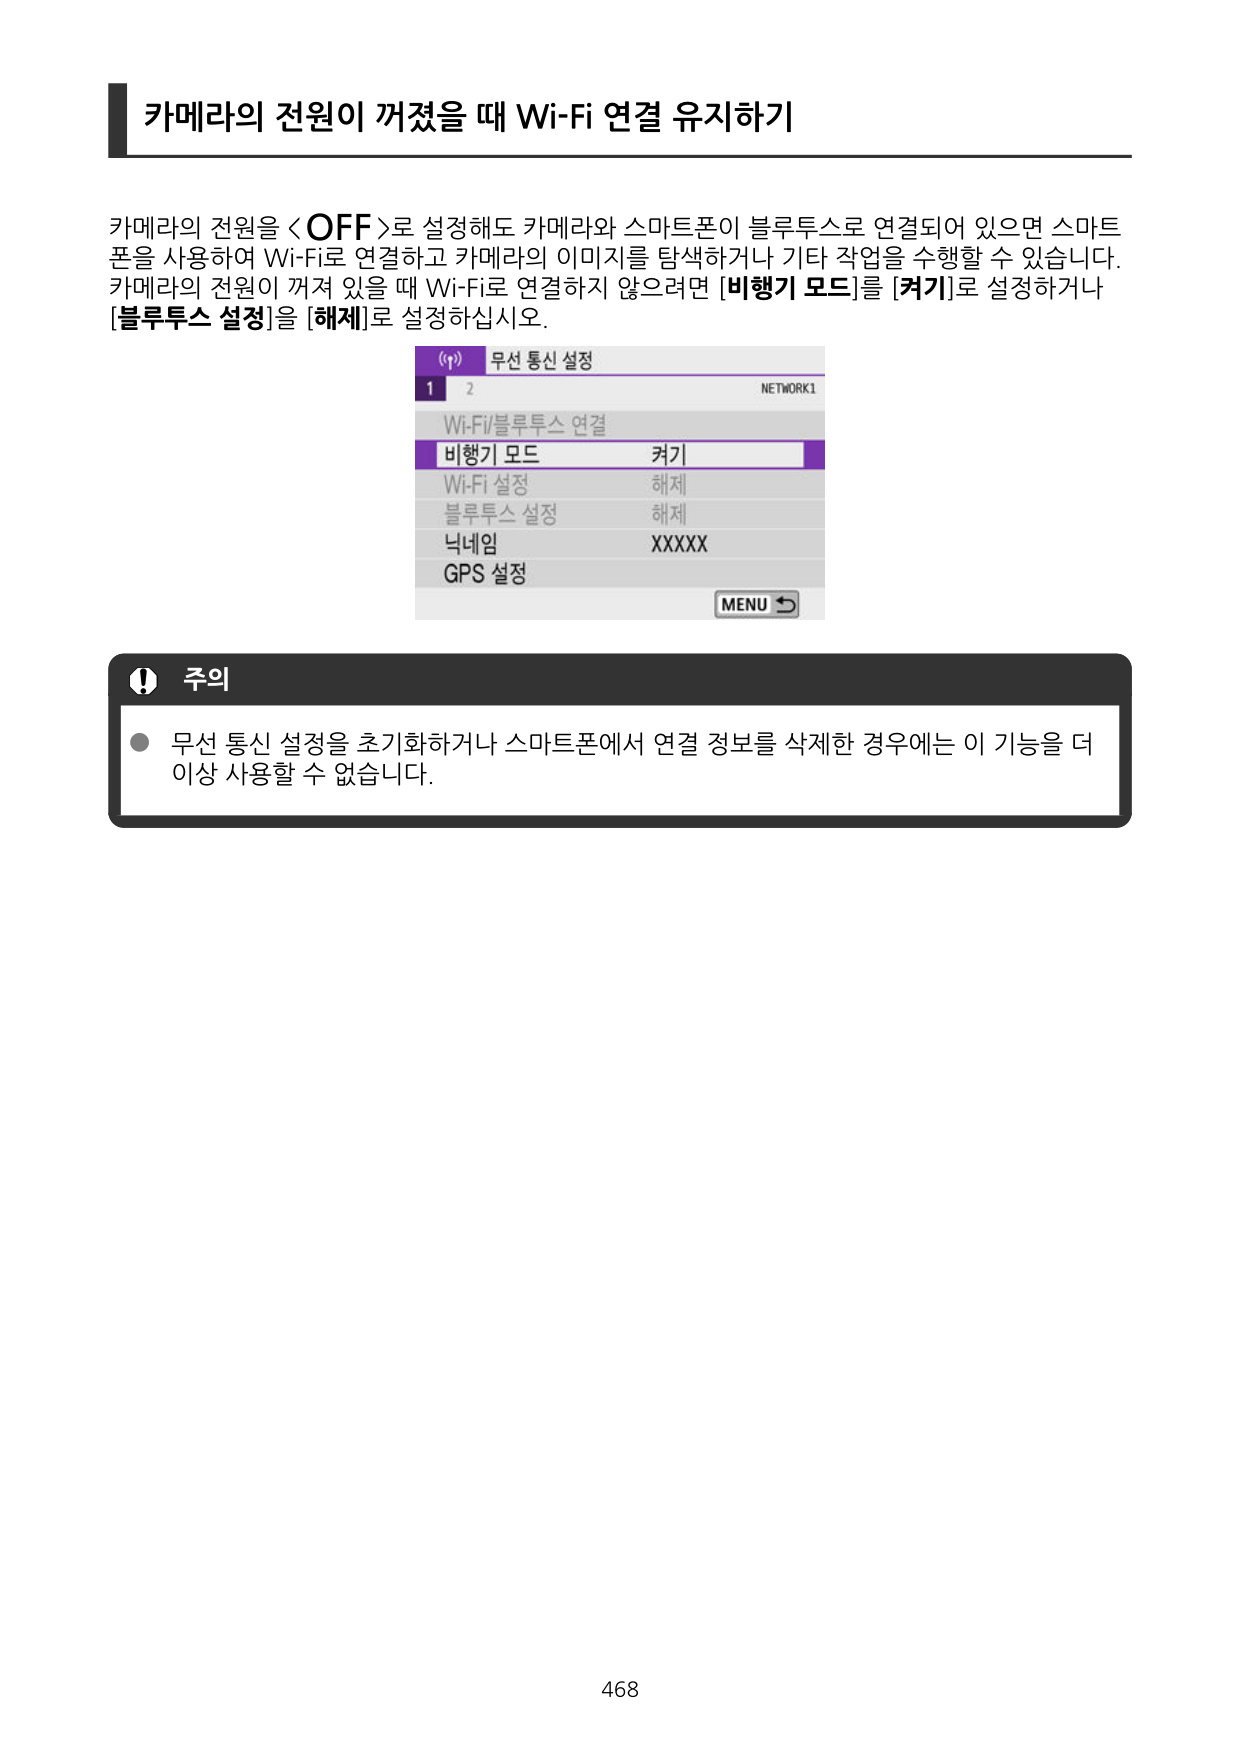 카메라의 전원이 꺼졌을 때 Wi-Fi 연결 유지하기
카메라의 전원을 <OFF>로 설정해도 카메라와 스마트폰이 블루투스로 연결되어 있으면 스마트
폰을 사용하여 Wi-Fi로 연결하고 카메라의 이미지를 탐색하거나 기타 작업을 수행할 수 있습니다.
카메라의 전원이 꺼져 있을 때 Wi-Fi로 연결하지 않으려면 [비행기 모드]를 [켜기]로 설정하거나
[블루투스 설정]을 [해제]로 설정하십시오.
무선 통신 설정
1 2 NETWORK1
Wi-Fi/블루투스 연결
비행기 모드 켜기
Wi-Fi 설정 해제
블루투스 설정 해제
닉네임 XXXXX
GPS 설정
MENU
주의
무선 통신 설정을 초기화하거나 스마트폰에서 연결 정보를 삭제한 경우에는 이 기능을 더
이상 사용할 수 없습니다.
468